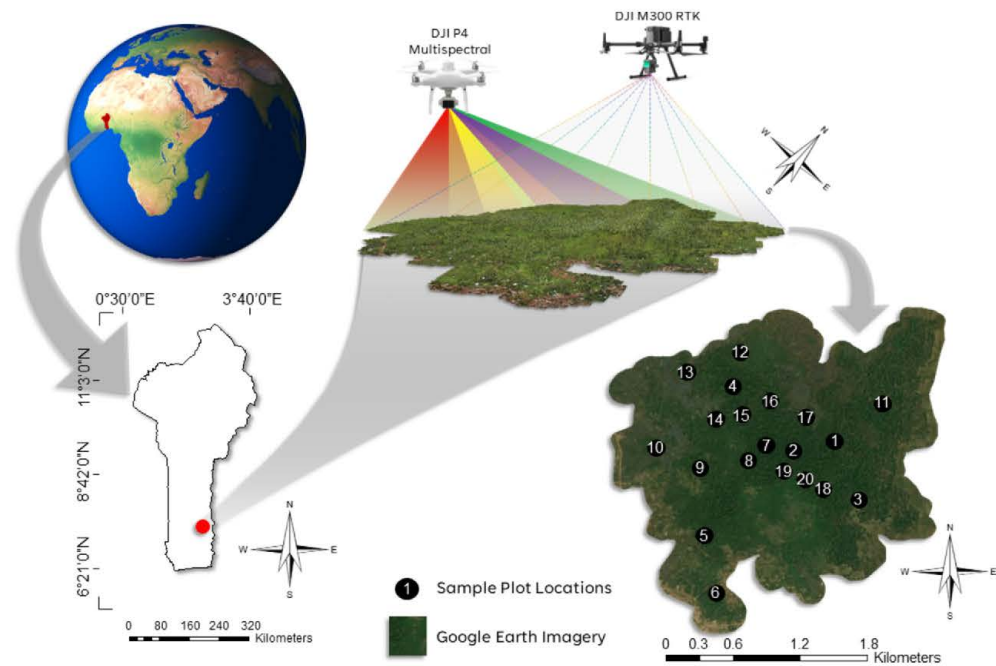 DJI P4
Multispectral
DJI M300 RTK
N
W
E
S
0°30'0"E
3°40'0"E
11°3'0"N
8°42'0"N
6°21'0"N
N
W
E
S
0 80 160 240 320
Kilometers
12
13
4
16
11
15
14
17
1
10
7
2
8
9
19
20
18
3
5
6
N
W
E
S
1 Sample Plot Locations
Google Earth Imagery
0 0.3 0.6 1.2 1.8
Kilometers